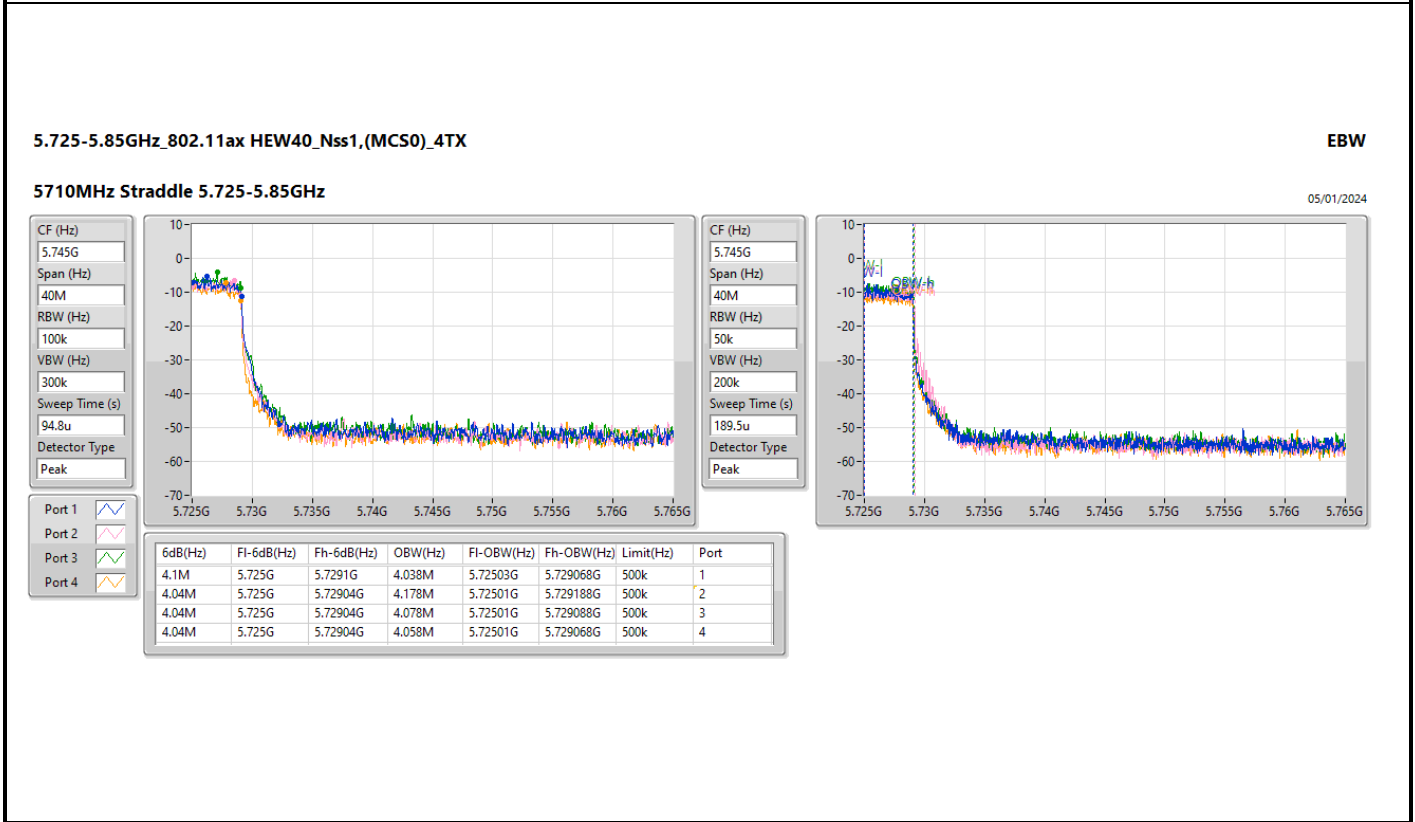 5.725-5.85GHz_802.11ax HEW40_Nss1,(MCS0)_4TX EBW
5710MHz Straddle 5.725-5.85GHz
05/01/2024
CF (Hz)
5.745G
Span (Hz)
40M
RBW (Hz)
100k
VBW (Hz)
300k
Sweep Time (s)
94.8u
Detector Type
Peak
10
0
-10
-20
-30
-40
-50
-60
-70
5.725G 5.73G 5.735G 5.74G 5.745G 5.75G 5.755G 5.76G 5.765G
CF (Hz)
5.745G
Span (Hz)
40M
RBW (Hz)
50k
VBW (Hz)
200k
Sweep Time (s)
189.5u
Detector Type
Peak
10
0
-10
-20
-30
-40
-50
-60
-70
W-l
OBW-h
5.725G 5.73G 5.735G 5.74G 5.745G 5.75G 5.755G 5.76G 5.765G
Port 1
Port 2
Port 3
Port 4
6dB(Hz) Fl-6dB(Hz) Fh-6dB(Hz) OBW(Hz) Fl-OBW(Hz) Fh-OBW(Hz) Limit(Hz) Port
4.1M 5.725G 5.7291G 4.038M 5.72503G 5.729068G 500k 1
4.04M 5.725G 5.72904G 4.178M 5.72501G 5.729188G 500k 2
4.04M 5.725G 5.72904G 4.078M 5.72501G 5.729088G 500k 3
4.04M 5.725G 5.72904G 4.058M 5.72501G 5.729068G 500k 4